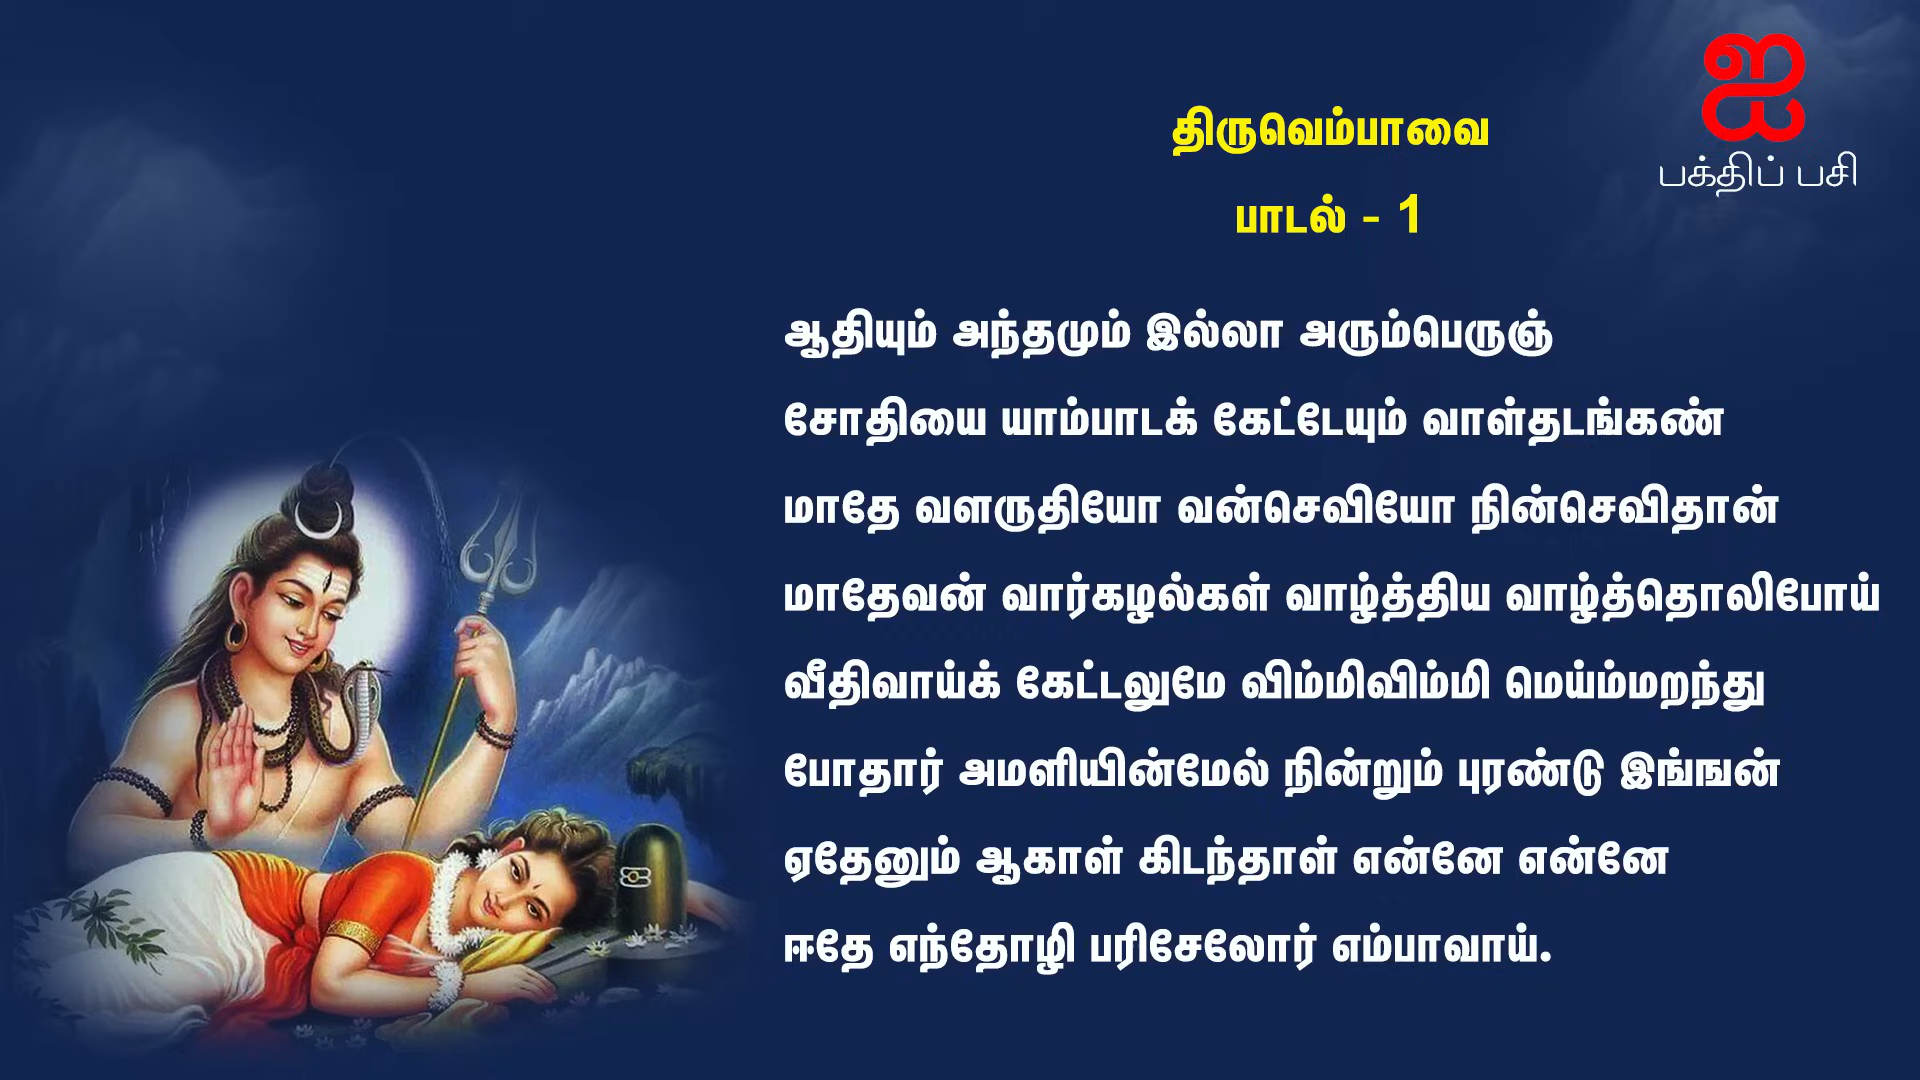 ஐ
பக்திப் பசி
திருவெம்பாவை
பாடல் - 1
ஆதியும் அந்தமும் இல்லா அரும்பெருஞ்
சோதியை யாம்பாடக் கேட்டேயும் வாள்தடங்கண்
மாதே வளருதியோ வன்செவியோ நின்செவிதான்
மாதேவன் வார்கழல்கள் வாழ்த்திய வாழ்த்தொலிபோய்
வீதிவாய்க் கேட்டலுமே விம்மிவிம்மி மெய்ம்மறந்து
போதார் அமளியின்மேல் நின்றும் புரண்டு இங்ஙன்
ஏதேனும் ஆகாள் கிடந்தாள் என்னே என்னே
ஈதே எந்தோழி பரிசேலோர் எம்பாவாய்.